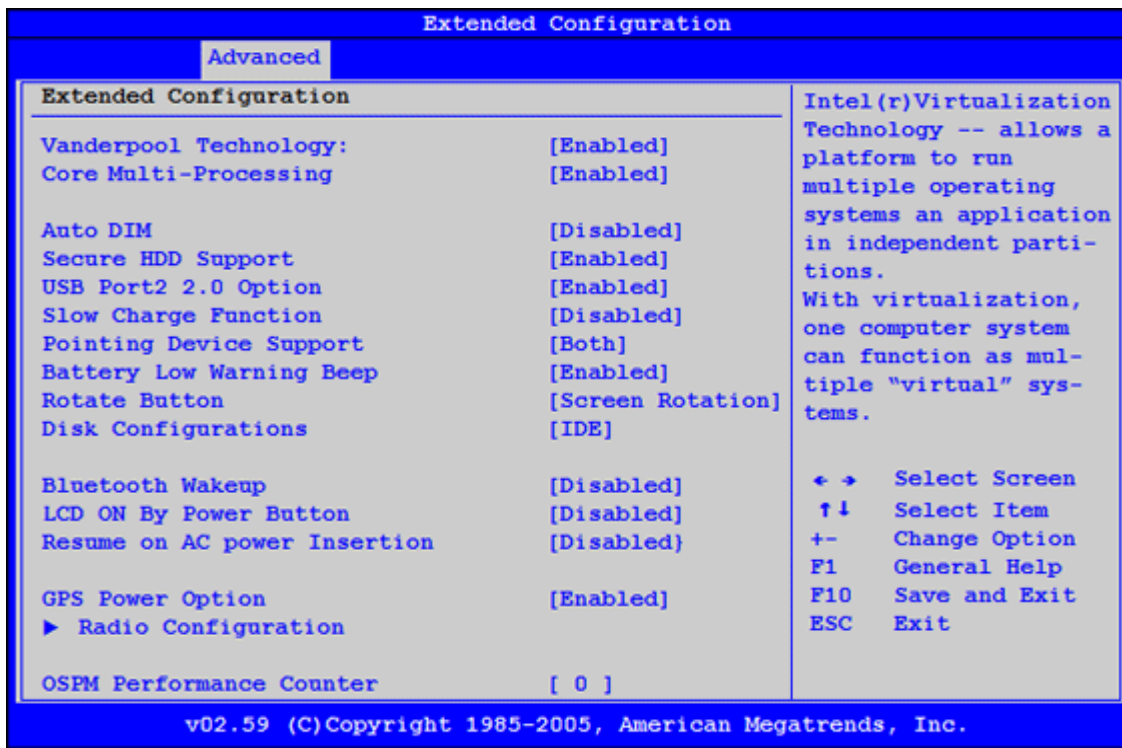 Extended Configuration
Advanced
Extended Configuration
Vanderpool Technology: [Enabled]
Core Multi-Processing [Enabled]
Auto DIM [Disabled]
Secure HDD Support [Enabled]
USB Port2 2.0 Option [Enabled]
Slow Charge Function [Disabled]
Pointing Device Support [Both]
Battery Low Warning Beep [Enabled]
Rotate Button [Screen Rotation]
Disk Configurations [IDE]
Bluetooth Wakeup [Disabled]
LCD ON By Power Button [Disabled]
Resume on AC power Insertion [Disabled}
GPS Power Option [Enabled]
▶ Radio Configuration
OSPM Performance Counter [ 0 ]
Intel(r)Virtualization
Technology -- allows a
platform to run
multiple operating
systems an application
in independent parti-
tions.
With virtualization,
one computer system
can function as mul-
tiple “virtual” sys-
tems.
← → Select Screen
↑↓ Select Item
+- Change Option
F1 General Help
F10 Save and Exit
ESC Exit
v02.59 (C)Copyright 1985-2005, American Megatrends, Inc.